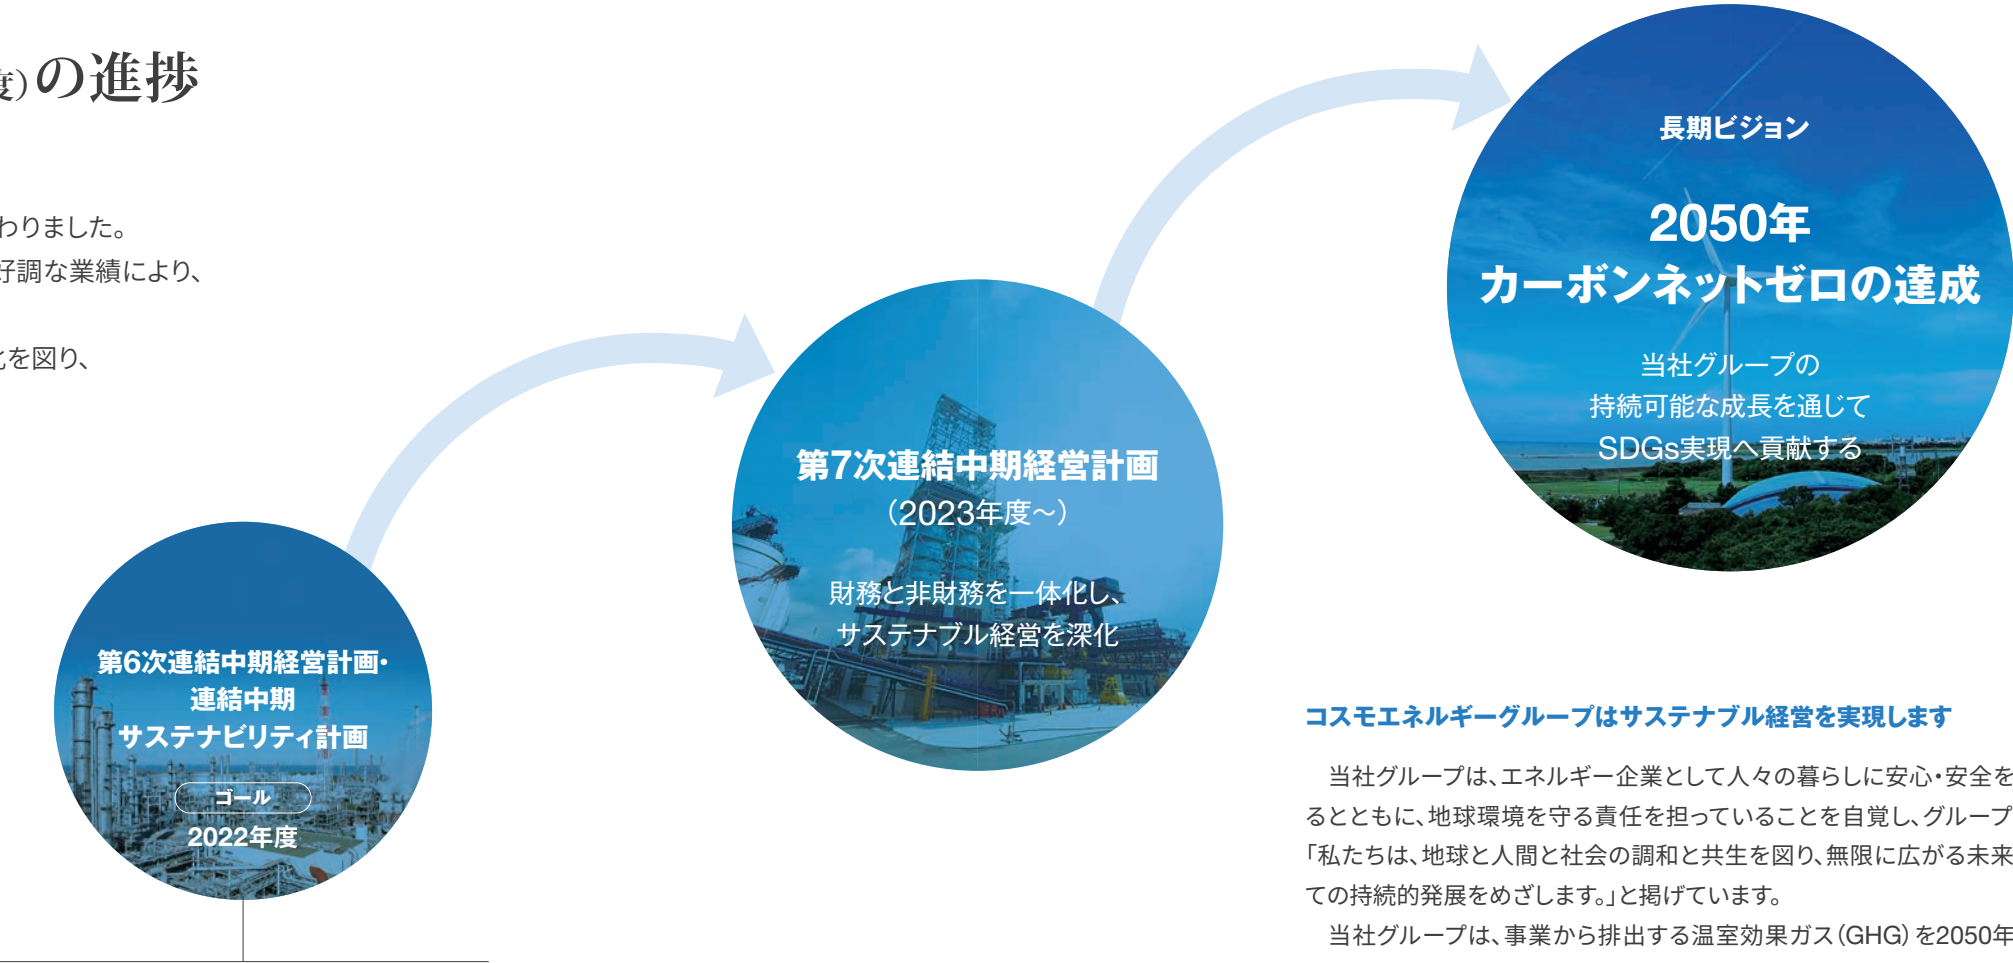 度）の進捗
わりました。
好調な業績により、
化を図り、
第6次連結中期経営計画・
連結中期
サステナビリティ計画
ゴール
2022年度
第7次連結中期経営計画
（2023年度～）
財務と非財務を一体化し、
サステナブル経営を深化
長期ビジョン
2050年
カーボンネットゼロの達成
当社グループの
持続可能な成長を通じて
SDGs実現へ貢献する
コスモエネルギーグループはサステナブル経営を実現します
当社グループは、エネルギー企業として人々の暮らしに安心・安全を
るとともに、地球環境を守る責任を担っていることを自覚し、グループ
「私たちは、地球と人間と社会の調和と共生を図り、無限に広がる未来
ての持続的発展をめざします。」と掲げています。
当社グループは、事業から排出する温室効果ガス（GHG）を2050年